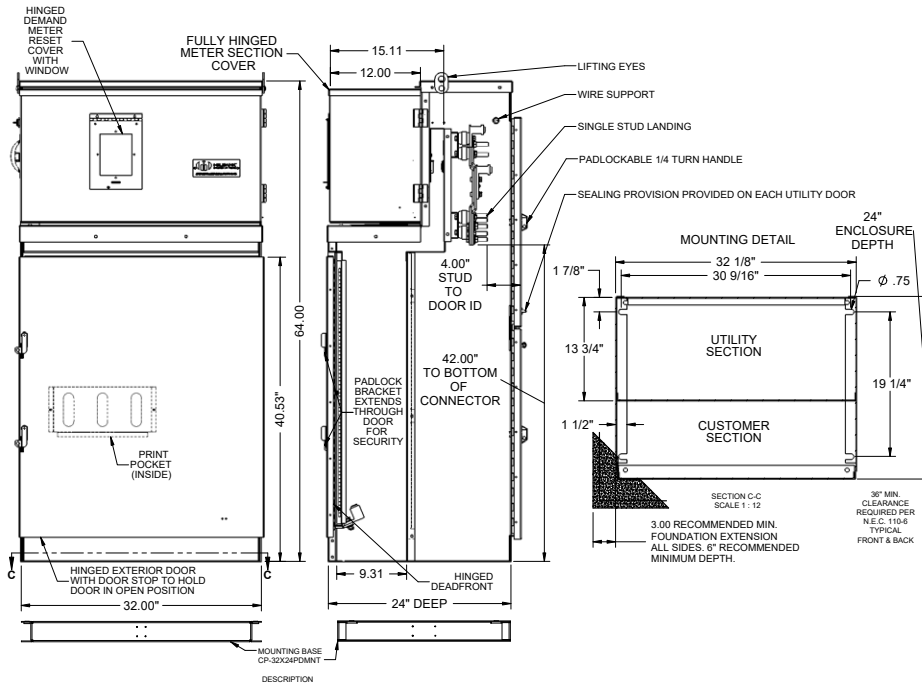 HINGED
DEMAND
METER
RESET
COVER
WITH
WINDOW
FULLY HINGED
METER SECTION
COVER
15.11
12.00
LIFTING EYES
WIRE SUPPORT
SINGLE STUD LANDING
PADLOCKABLE 1/4 TURN HANDLE
SEALING PROVISION PROVIDED ON EACH UTILITY DOOR
MILBANK
64.00
40.53"
4.00"
STUD
TO
DOOR ID
42.00"
TO BOTTOM
OF
CONNECTOR
PADLOCK
BRACKET
EXTENDS
THROUGH
DOOR
FOR
SECURITY
PRINT
POCKET
(INSIDE)
C
C
HINGED EXTERIOR DOOR
WITH DOOR STOP TO HOLD
DOOR IN OPEN POSITION
32.00"
9.31
HINGED
DEADFRONT
24" DEEP
MOUNTING BASE
CP-32X24PDMNT
DESCRIPTION
MOUNTING DETAIL
32 1/8"
30 9/16"
24"
ENCLOSURE
DEPTH
Ø .75
1 7/8"
13 3/4"
UTILITY
SECTION
19 1/4"
1 1/2"
CUSTOMER
SECTION
SECTION C-C
SCALE 1 : 12
36" MIN.
CLEARANCE
REQUIRED PER
N.E.C. 110-6
TYPICAL
FRONT & BACK
3.00 RECOMMENDED MIN.
FOUNDATION EXTENSION
ALL SIDES. 6" RECOMMENDED
MINIMUM DEPTH.